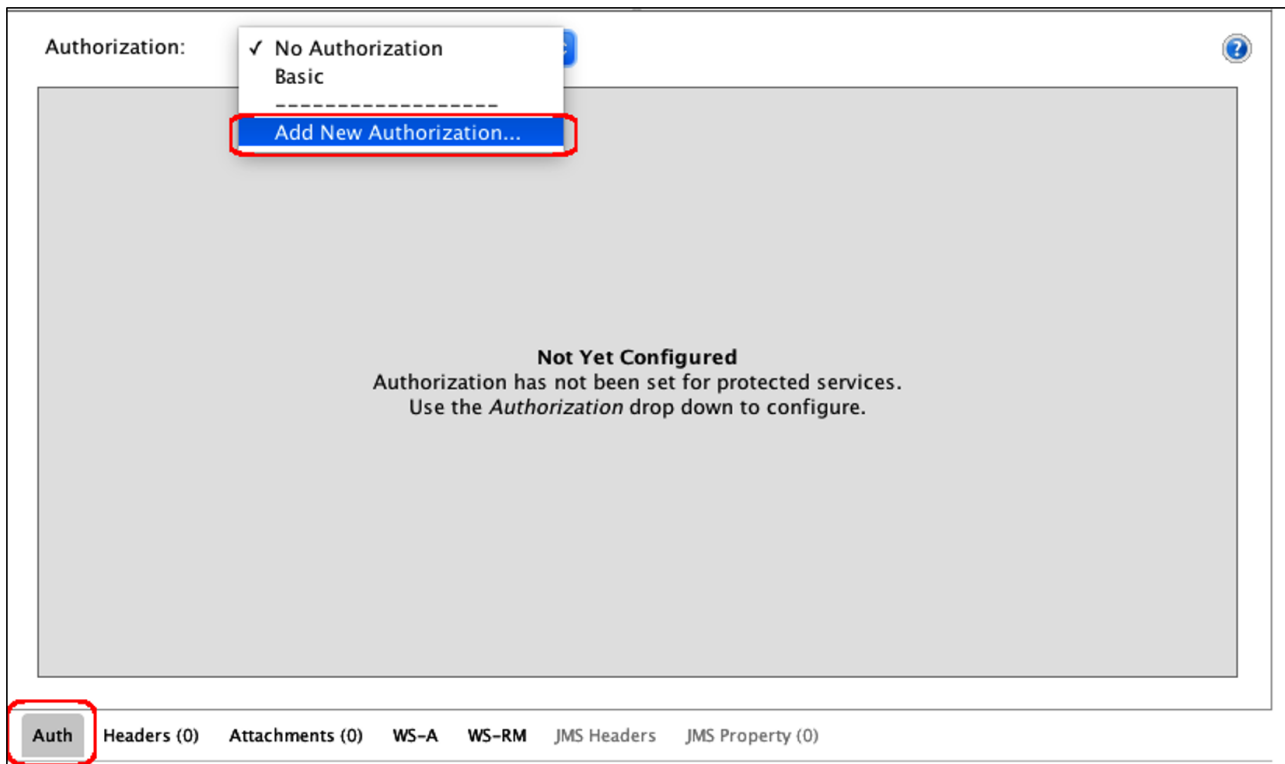 Authorization:
✓ No Authorization
Basic
------------------
Add New Authorization...
?
Not Yet Configured
Authorization has not been set for protected services.
Use the Authorization drop down to configure.
Auth Headers (0) Attachments (0) WS-A WS-RM JMS Headers JMS Property (0)